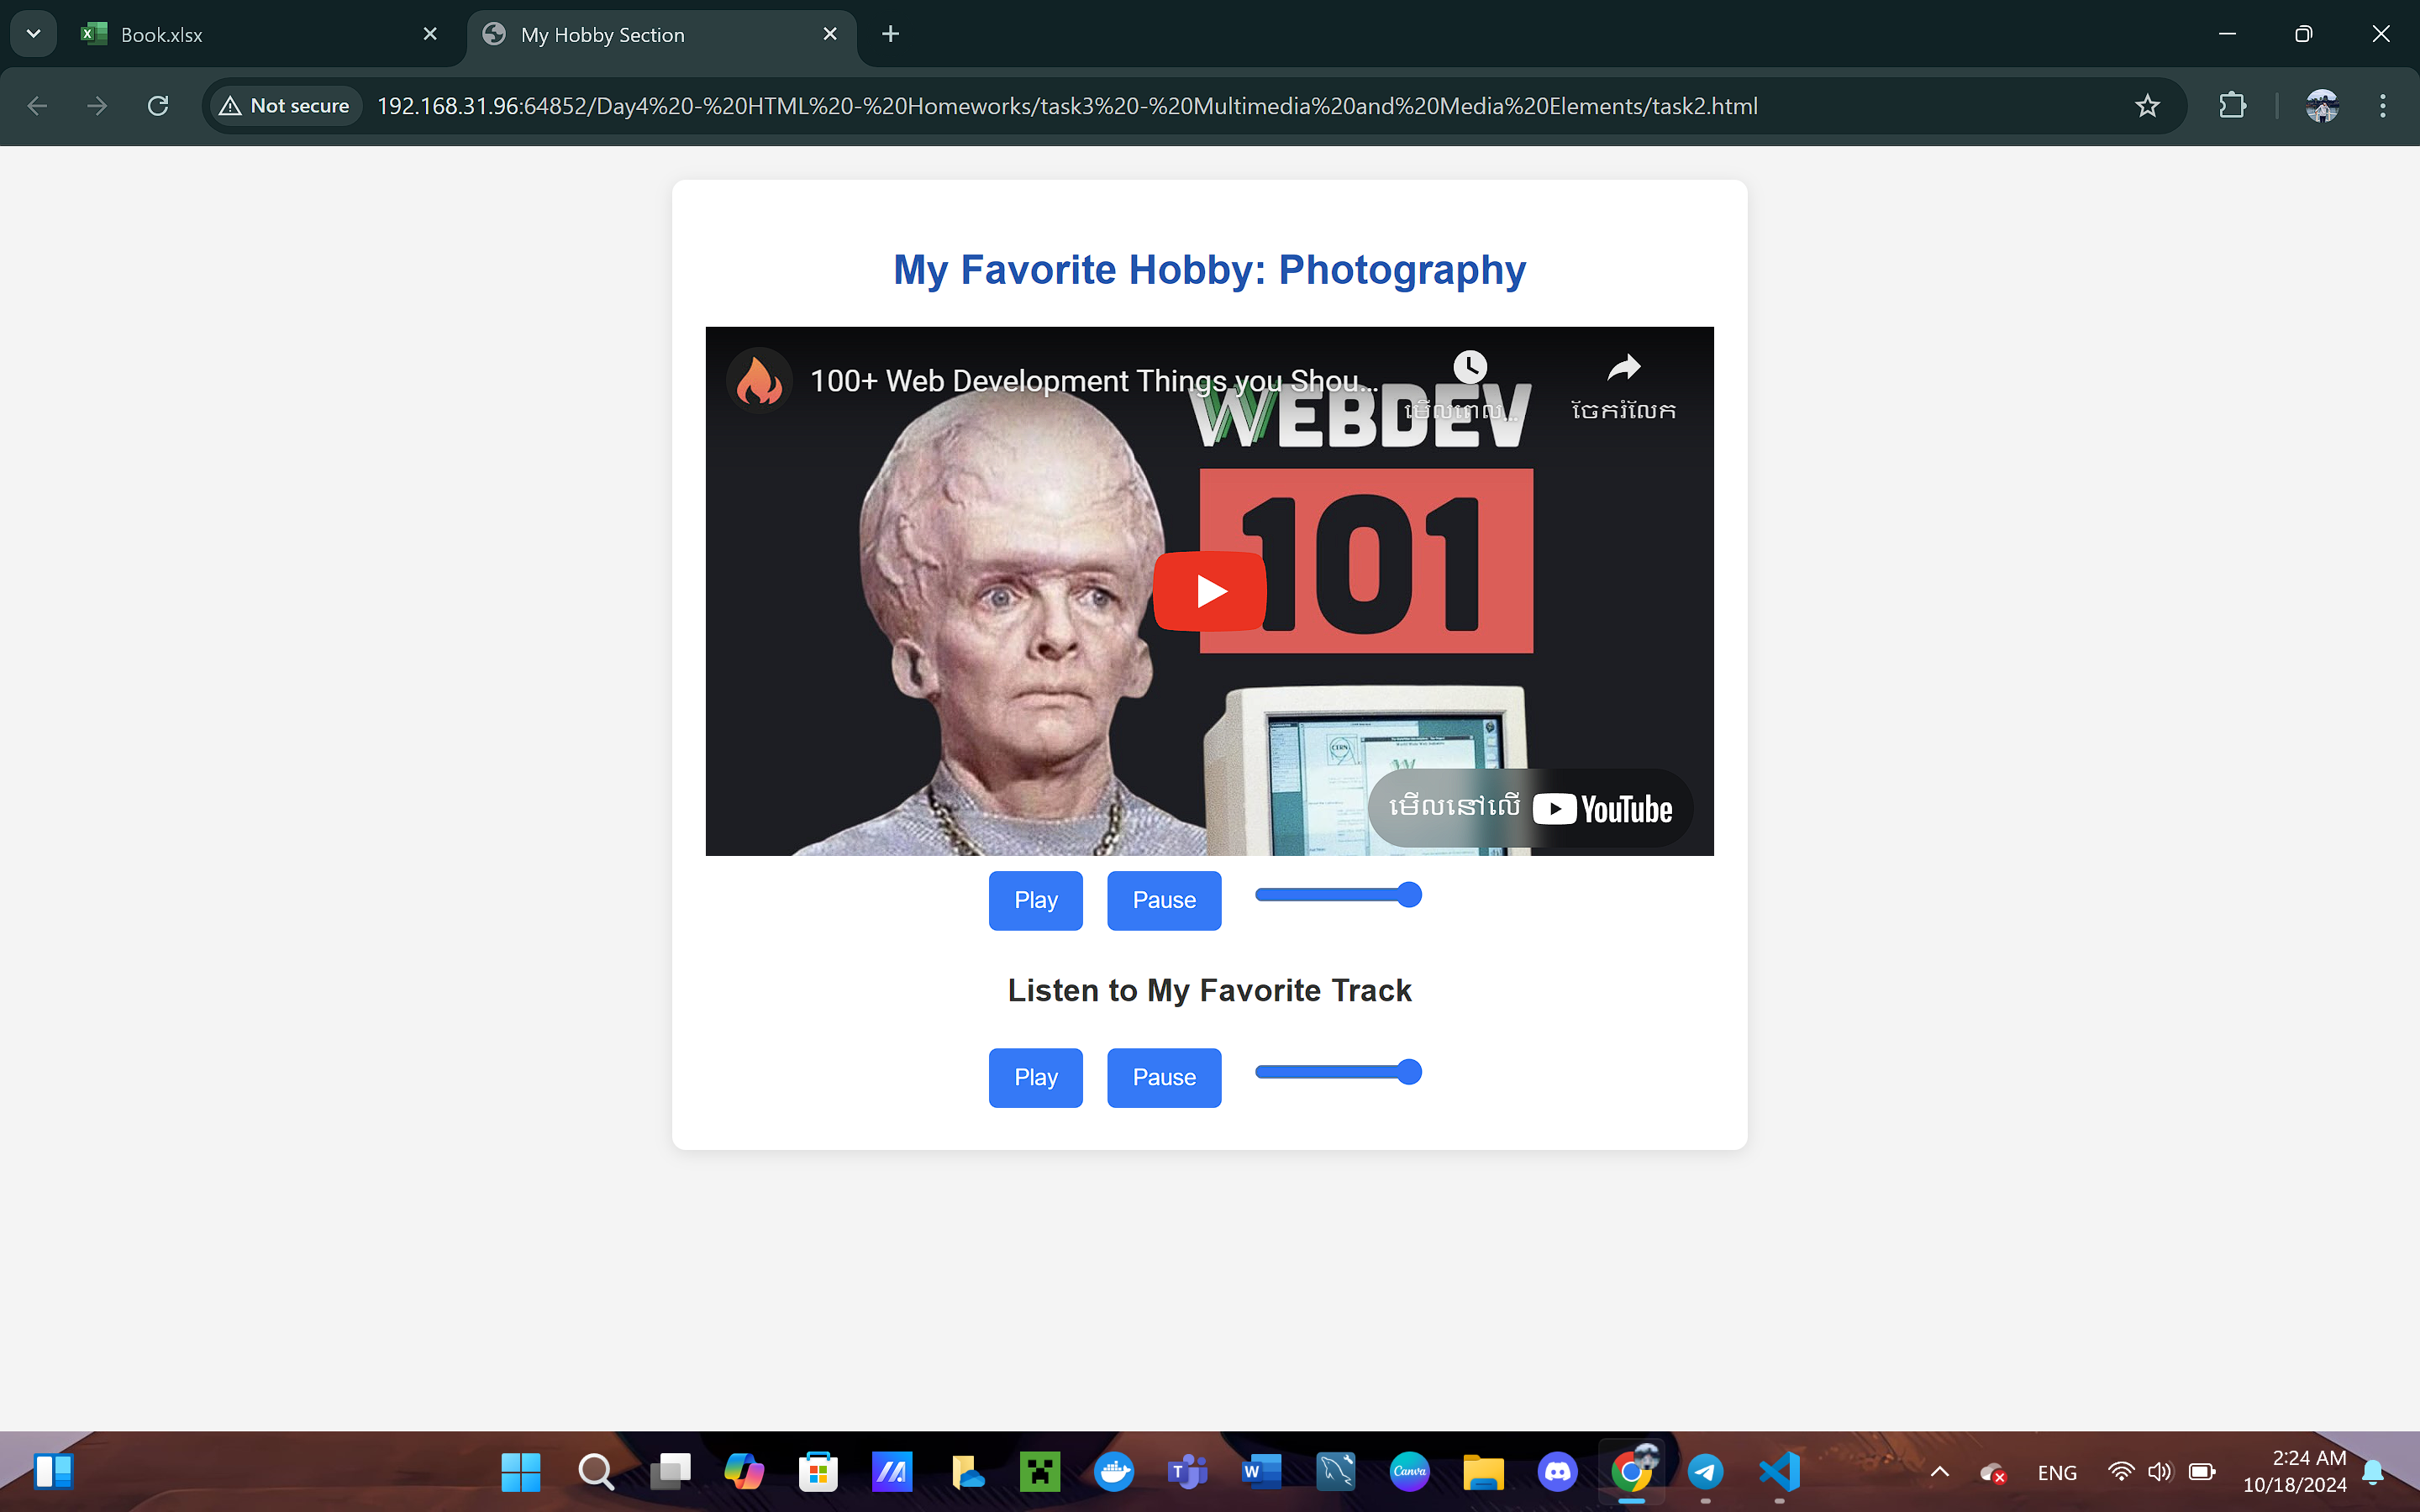 Book.xlsx
My Hobby Section
Not secure
192.168.31.96:64852/Day4%20-%20HTML%20-%20Homeworks/task3%20-%20Multimedia%20and%20Media%20Elements/task2.html
My Favorite Hobby: Photography
100+ Web Development Things you Shou...
មើលពេល...
ចែករំលែក
WEBDEV
101
CERN
មើលនៅលើ YouTube
Play
Pause
Listen to My Favorite Track
Play
Pause
Canva
ENG
2:24 AM
10/18/2024